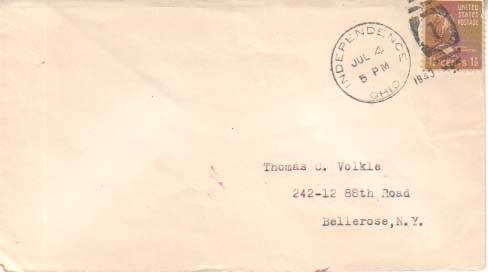 UNITED
STATES
POSTAGE
INDEPENDENCE
JUL 4
5 PM
OHIO
Thomas C. Volkle
242-12 88th Road
Bellerose,N.Y.